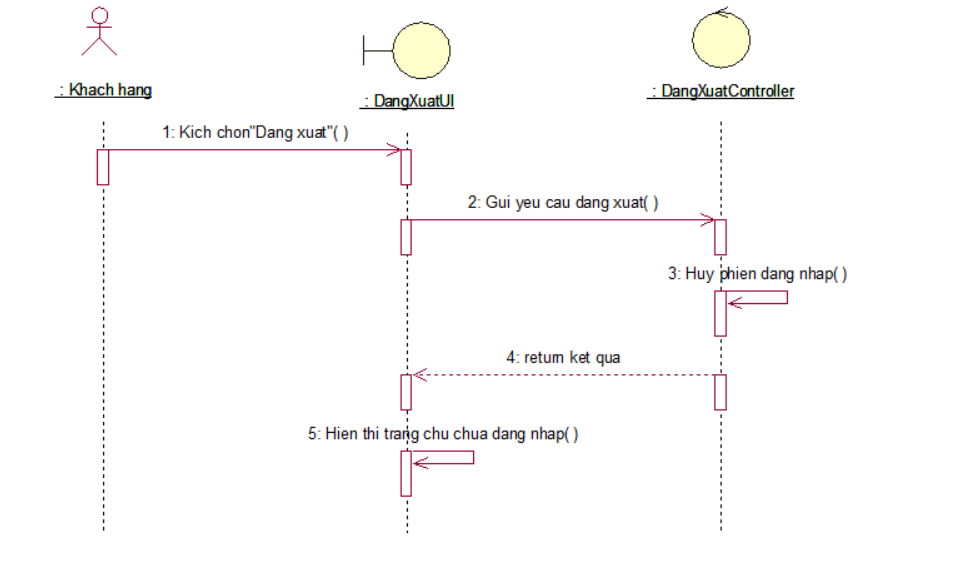 : Khach hang
: DangXuatUI
: DangXuatController
1: Kich chon"Dang xuat"( )
2: Gui yeu cau dang xuat( )
3: Huy phien dang nhap( )
4: return ket qua
5: Hien thi trang chu chua dang nhap( )